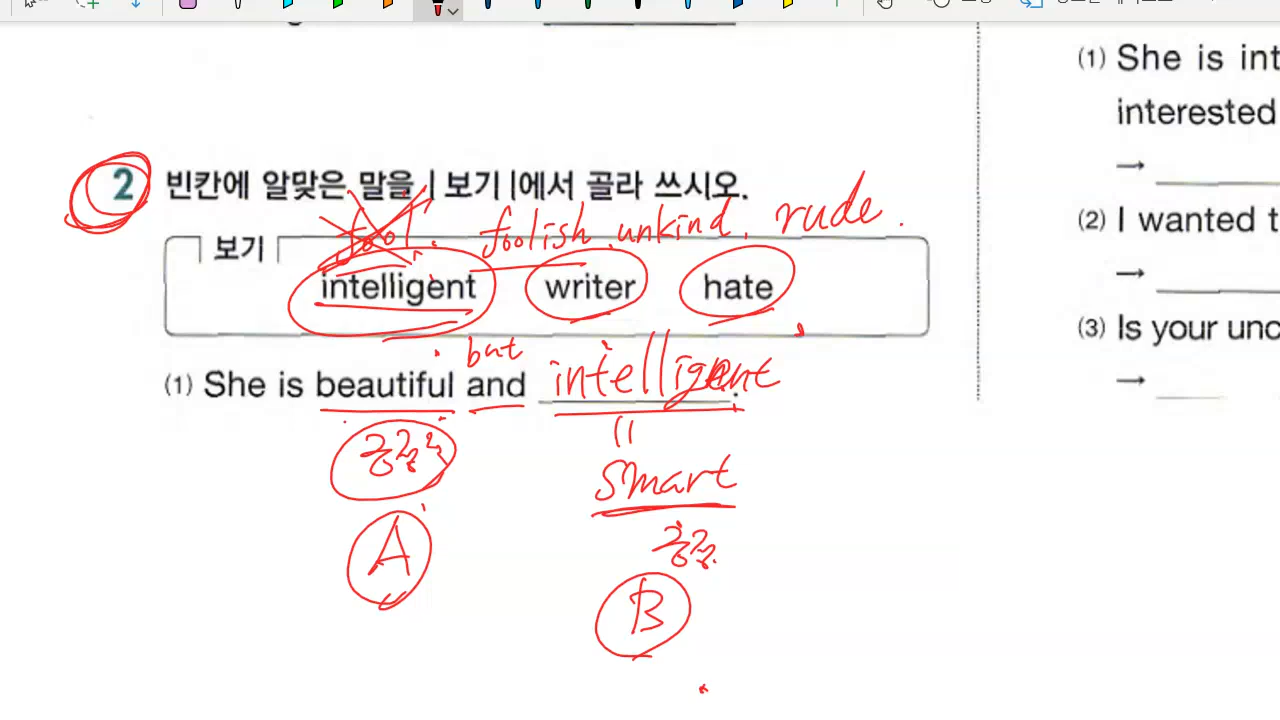 2 빈칸에 알맞은 말을 | 보기 |에서 골라 쓰시오.
fool. foolish. unkind. rude.
보기
intelligent writer hate
but
(1) She is beautiful and intelligent.
smart
A
B
(1) She is int
interested
→
(2) I wanted t
→
(3) Is your unc
→